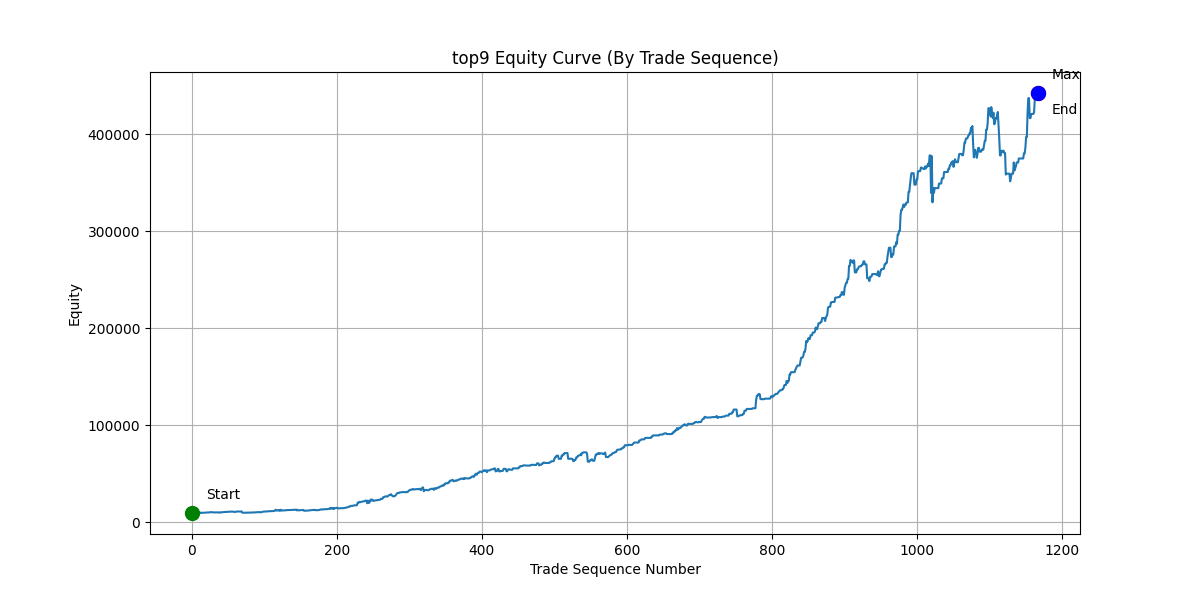 top9 Equity Curve (By Trade Sequence)
Max
End
Start
400000
300000
200000
100000
0
Equity
0 200 400 600 800 1000 1200
Trade Sequence Number